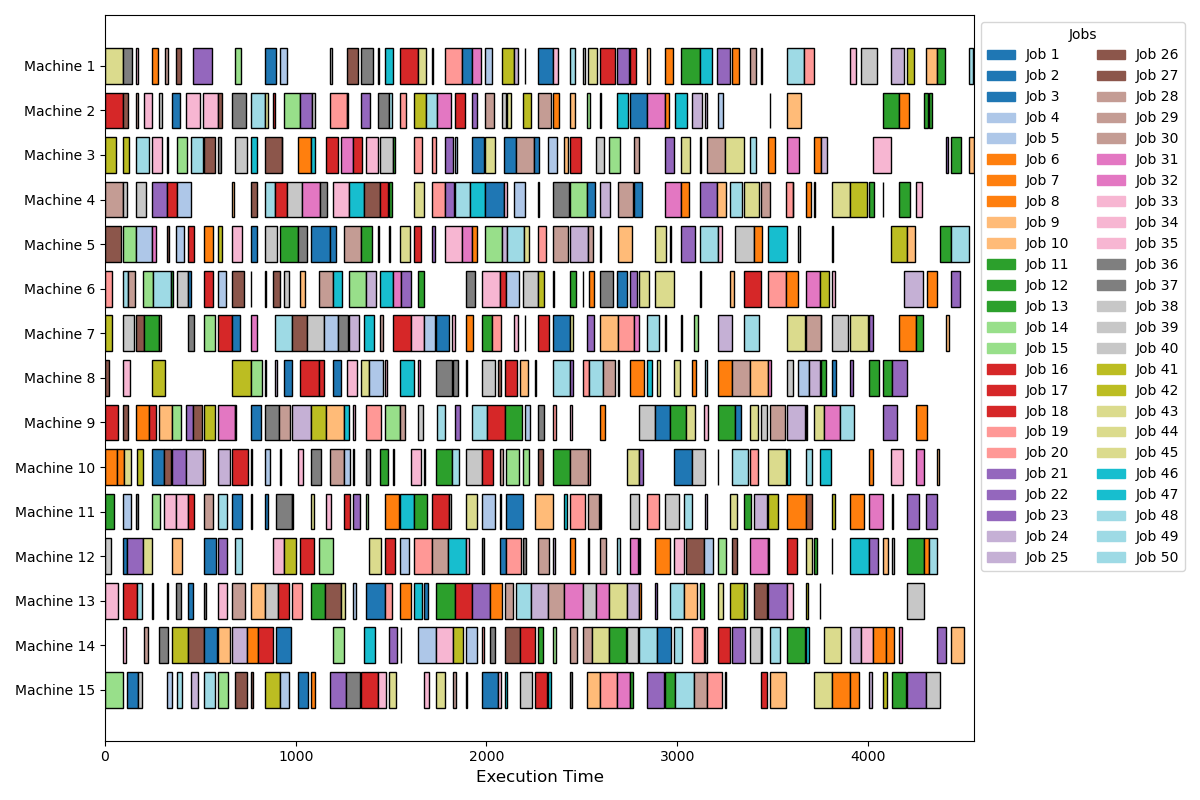 Machine 1
Machine 2
Machine 3
Machine 4
Machine 5
Machine 6
Machine 7
Machine 8
Machine 9
Machine 10
Machine 11
Machine 12
Machine 13
Machine 14
Machine 15
0 1000 2000 3000 4000
Execution Time
Jobs
Job 1
Job 2
Job 3
Job 4
Job 5
Job 6
Job 7
Job 8
Job 9
Job 10
Job 11
Job 12
Job 13
Job 14
Job 15
Job 16
Job 17
Job 18
Job 19
Job 20
Job 21
Job 22
Job 23
Job 24
Job 25
Job 26
Job 27
Job 28
Job 29
Job 30
Job 31
Job 32
Job 33
Job 34
Job 35
Job 36
Job 37
Job 38
Job 39
Job 40
Job 41
Job 42
Job 43
Job 44
Job 45
Job 46
Job 47
Job 48
Job 49
Job 50